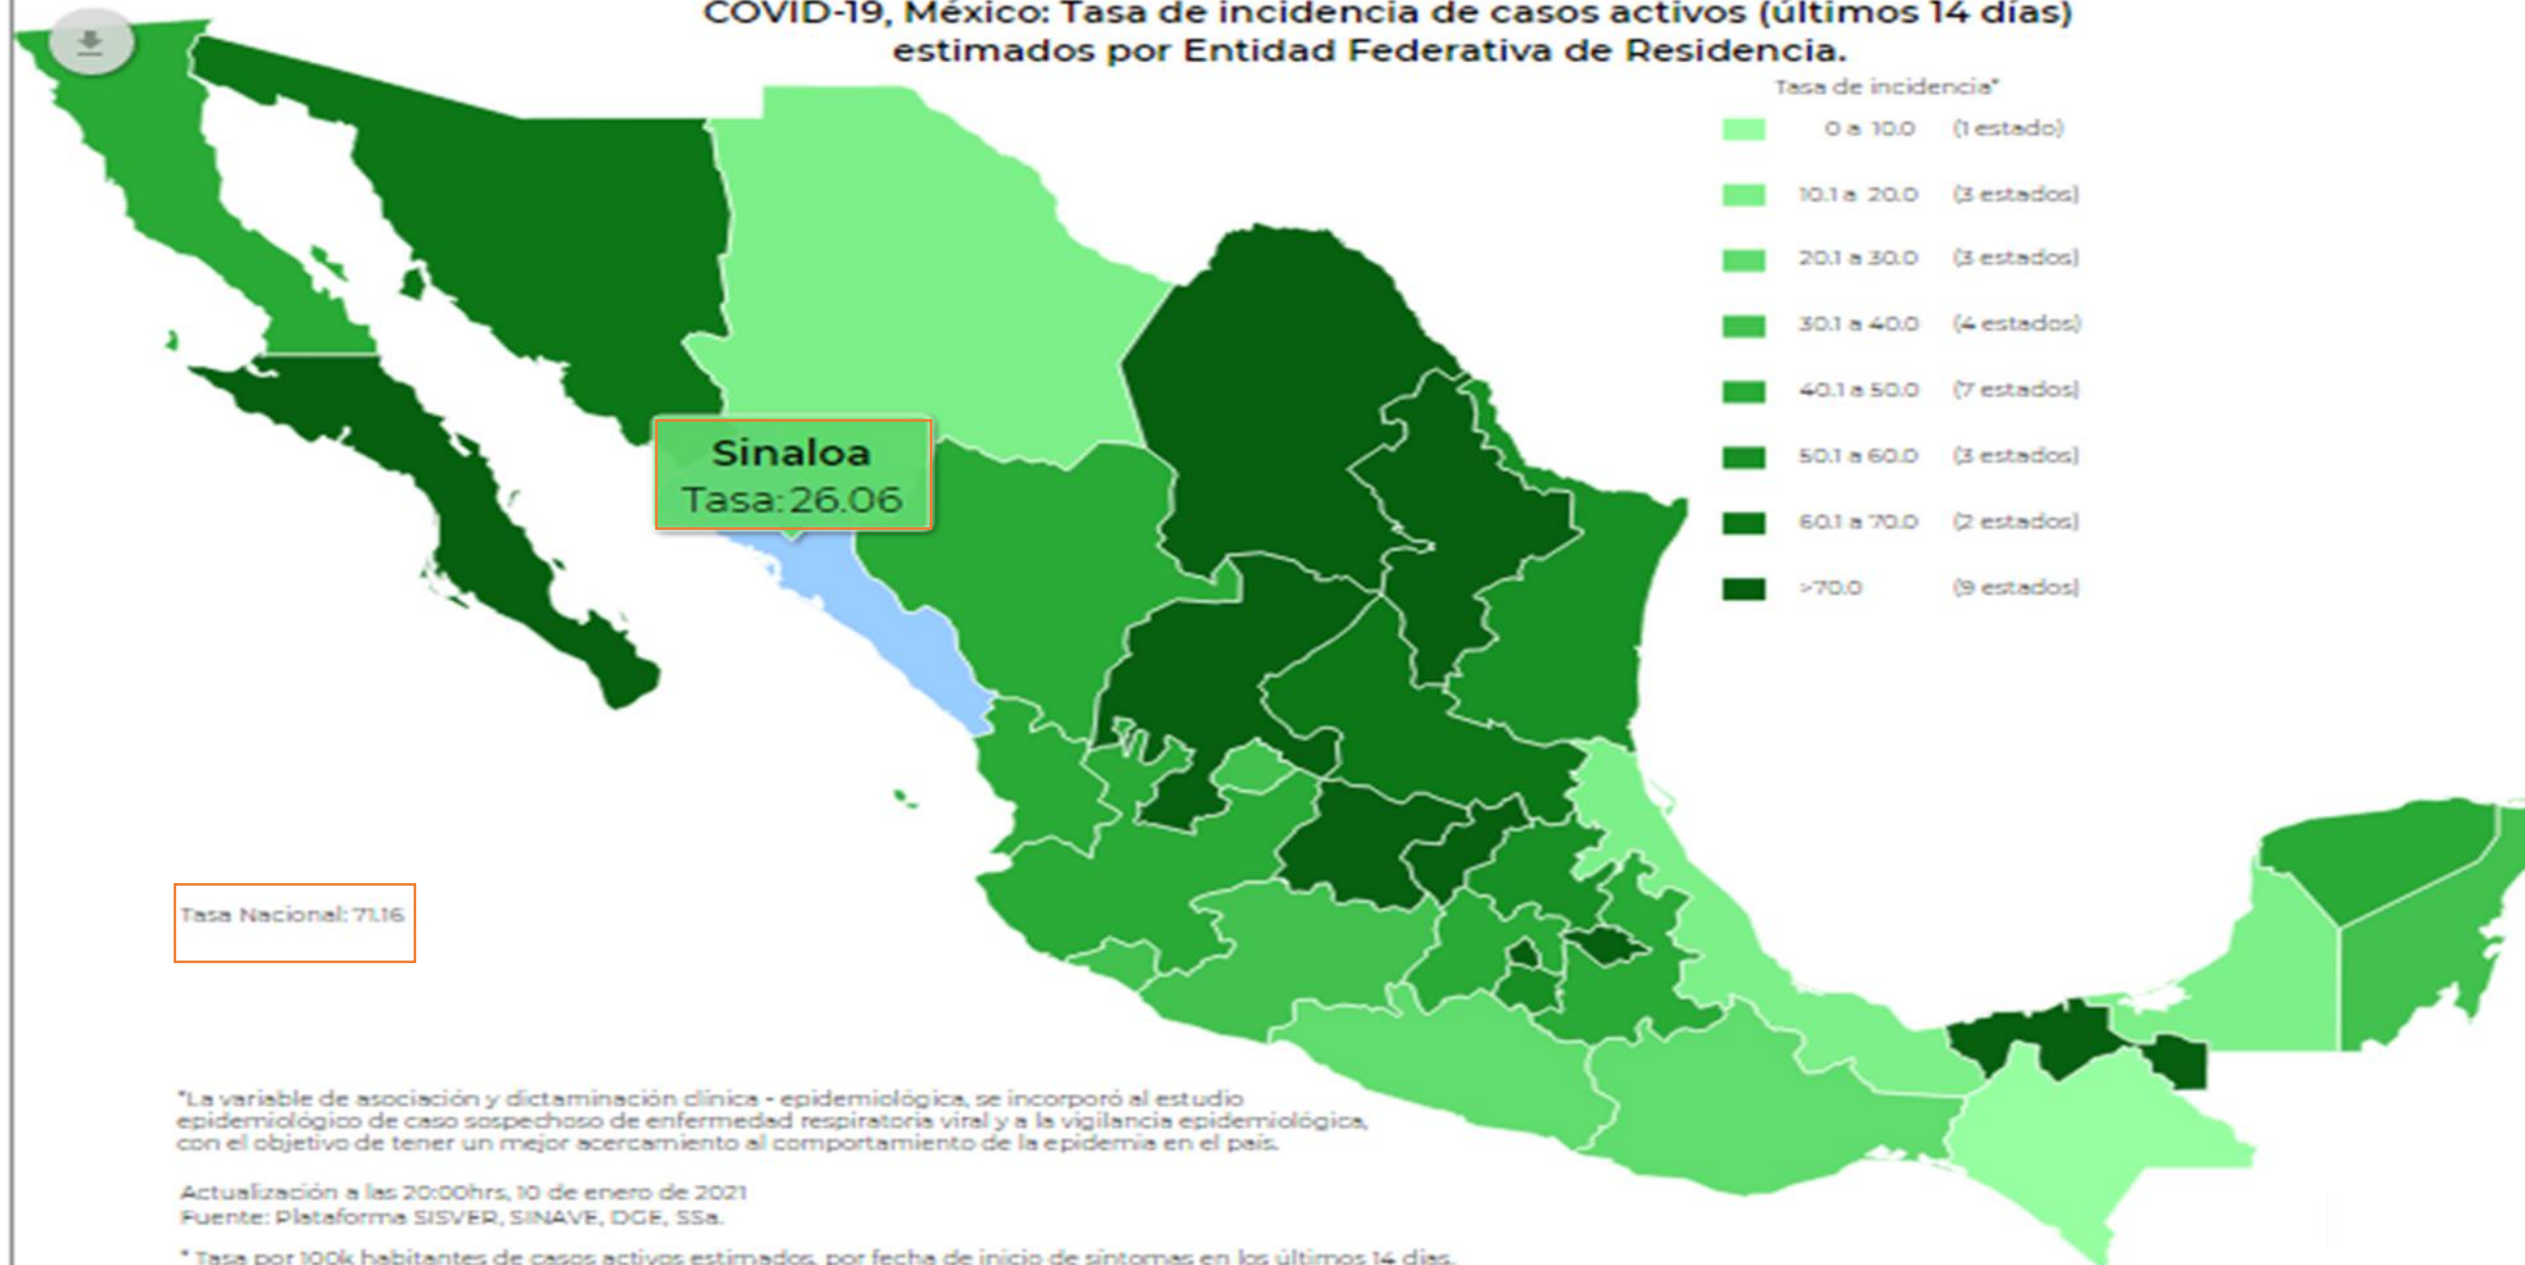 COVID-19, México: Tasa de incidencia de casos activos (últimos 14 días)
estimados por Entidad Federativa de Residencia.
Tasa de incidencia*
0 a 10.0 (1 estado)
10.1 a 20.0 (3 estados)
20.1 a 30.0 (3 estados)
30.1 a 40.0 (4 estados)
40.1 a 50.0 (7 estados)
50.1 a 60.0 (3 estados)
60.1 a 70.0 (2 estados)
>70.0 (9 estados)
Sinaloa
Tasa: 26.06
Tasa Nacional: 71.16
*La variable de asociación y dictaminación clínica - epidemiológica, se incorporó al estudio
epidemiológico de caso sospechoso de enfermedad respiratoria viral y a la vigilancia epidemiológica,
con el objetivo de tener un mejor acercamiento al comportamiento de la epidemia en el país.
Actualización a las 20:00hrs, 10 de enero de 2021
Fuente: Plataforma SISVER, SINAVE, DGE, SSa.
* Tasa por 100k habitantes de casos activos estimados, por fecha de inicio de síntomas en los últimos 14 días.